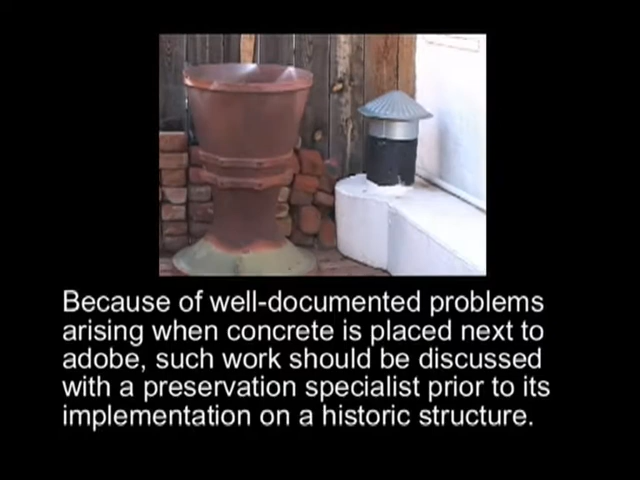 Because of well-documented problems
arising when concrete is placed next to
adobe, such work should be discussed
with a preservation specialist prior to its
implementation on a historic structure.